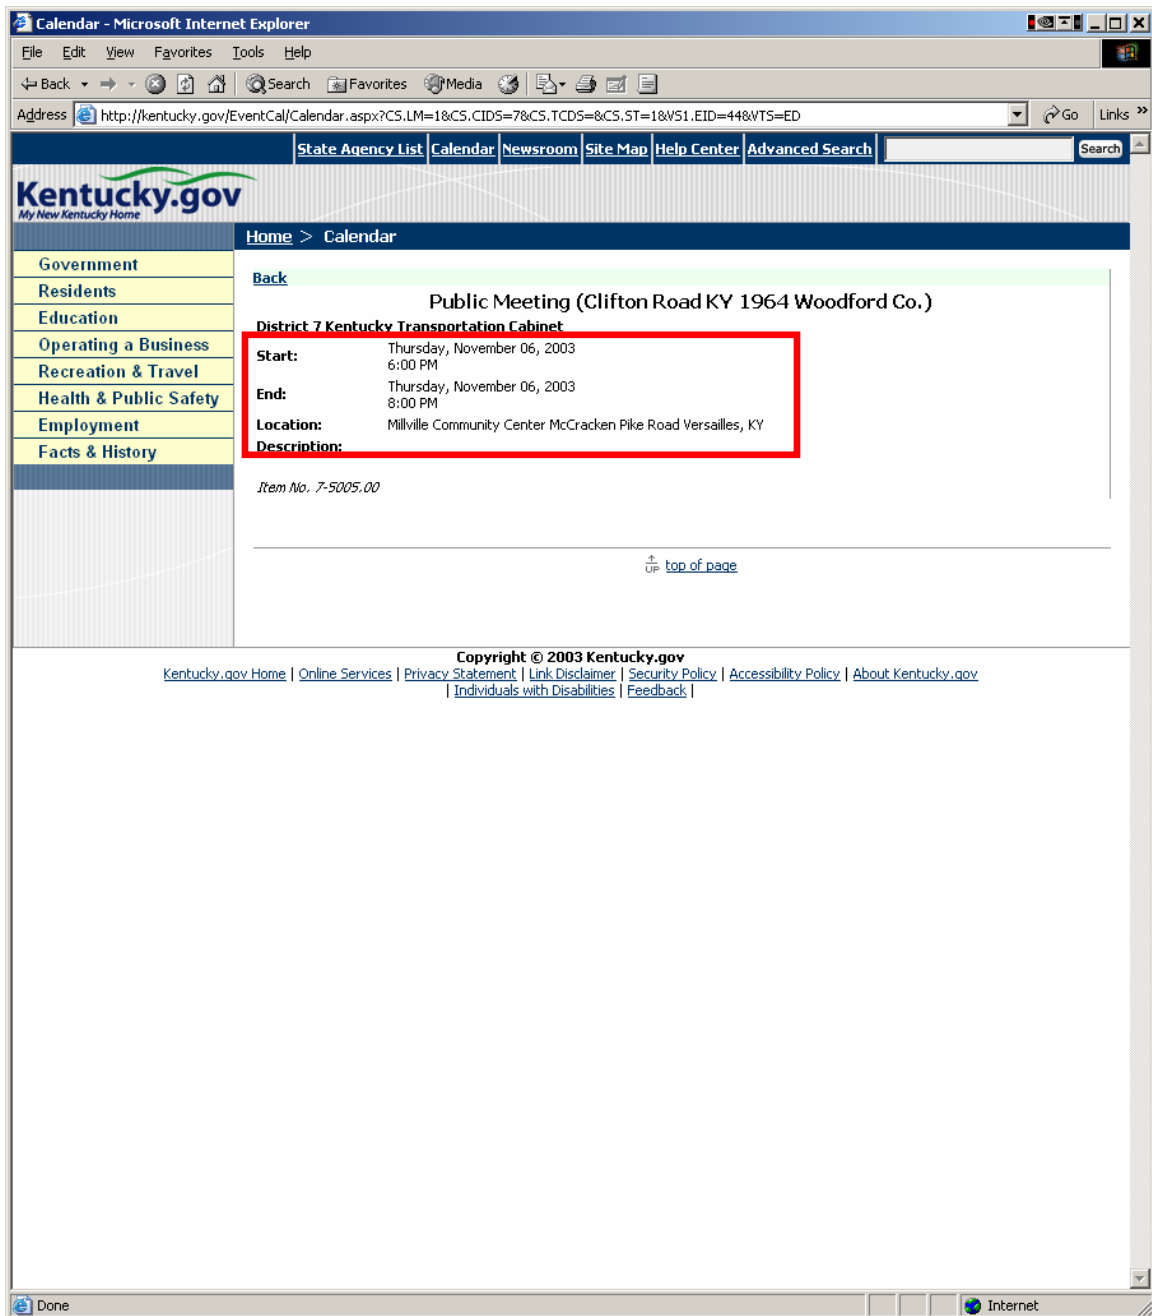 Calendar - Microsoft Internet Explorer
File Edit View Favorites Tools Help
Back Search Favorites Media
Address http://kentucky.gov/EventCal/Calendar.aspx?CS.LM=1&CS.CIDS=7&CS.TCDS=&CS.ST=1&VS1.EID=44&VTS=ED Go Links »
State Agency List Calendar Newsroom Site Map Help Center Advanced Search Search
Kentucky.gov
My New Kentucky Home
Home > Calendar
Government
Residents
Education
Operating a Business
Recreation & Travel
Health & Public Safety
Employment
Facts & History
Back
Public Meeting (Clifton Road KY 1964 Woodford Co.)
District 7 Kentucky Transportation Cabinet
Start: Thursday, November 06, 2003
6:00 PM
End: Thursday, November 06, 2003
8:00 PM
Location: Millville Community Center McCracken Pike Road Versailles, KY
Description:
Item No. 7-5005.00
UP top of page
Copyright © 2003 Kentucky.gov
Kentucky.gov Home | Online Services | Privacy Statement | Link Disclaimer | Security Policy | Accessibility Policy | About Kentucky.gov
| Individuals with Disabilities | Feedback |
Done Internet